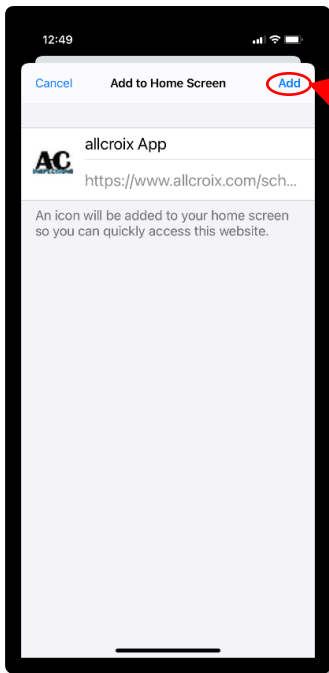 12:49
Cancel Add to Home Screen Add
AC
allcroix App
https://www.allcroix.com/sch...
An icon will be added to your home screen
so you can quickly access this website.